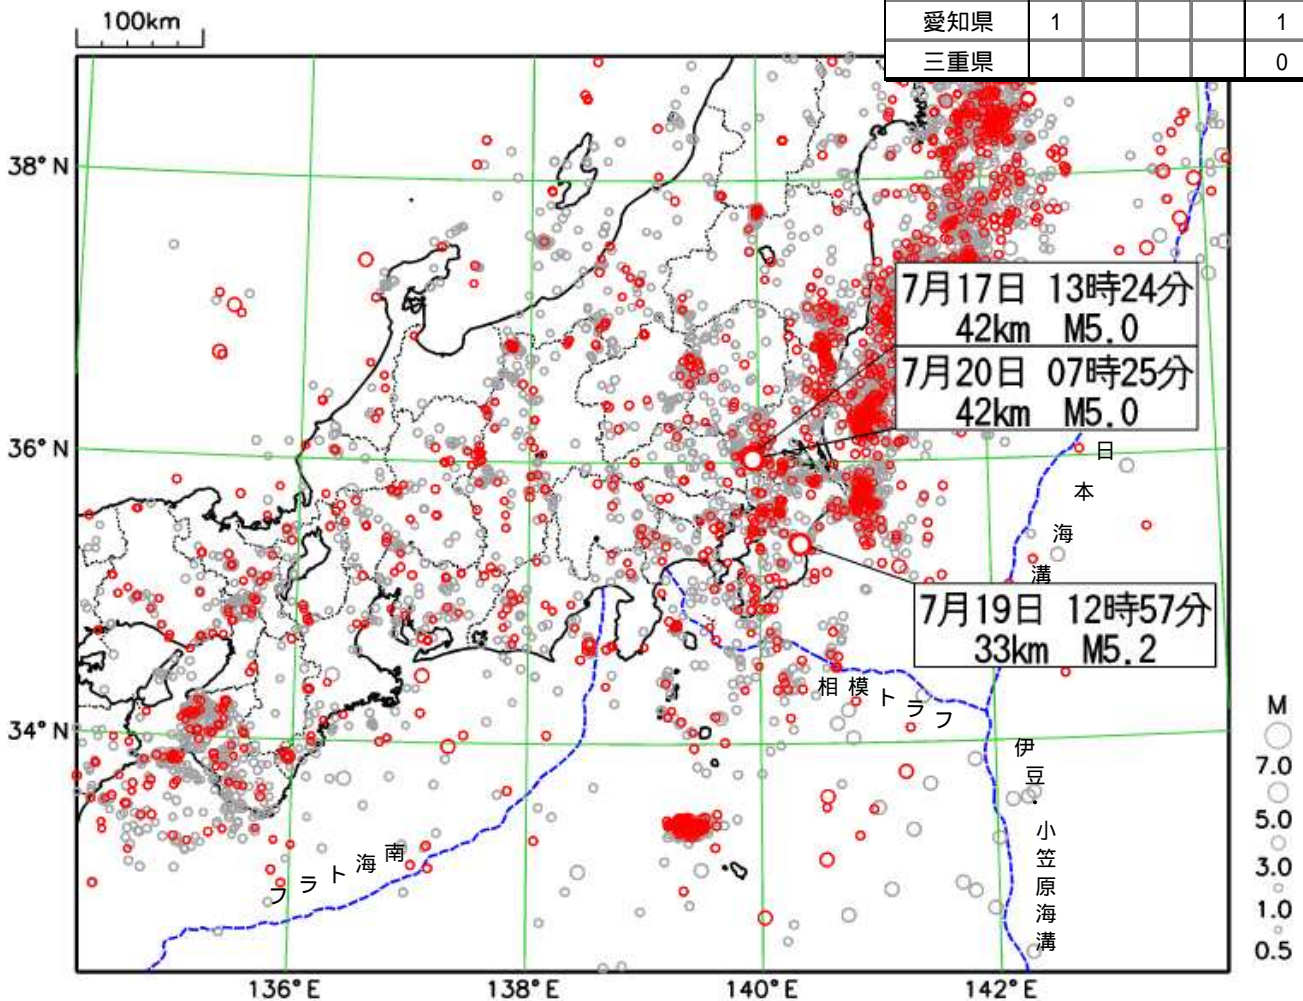 100km
愛知県 1 1
三重県 0
38°N
7月17日 13時24分
42km M5.0
7月20日 07時25分
42km M5.0
36°N
日本海溝
7月19日 12時57分
33km M5.2
相模トラフ
34°N
伊豆・小笠原海溝
南海トラフ
M
7.0
5.0
3.0
1.0
0.5
136°E
138°E
140°E
142°E